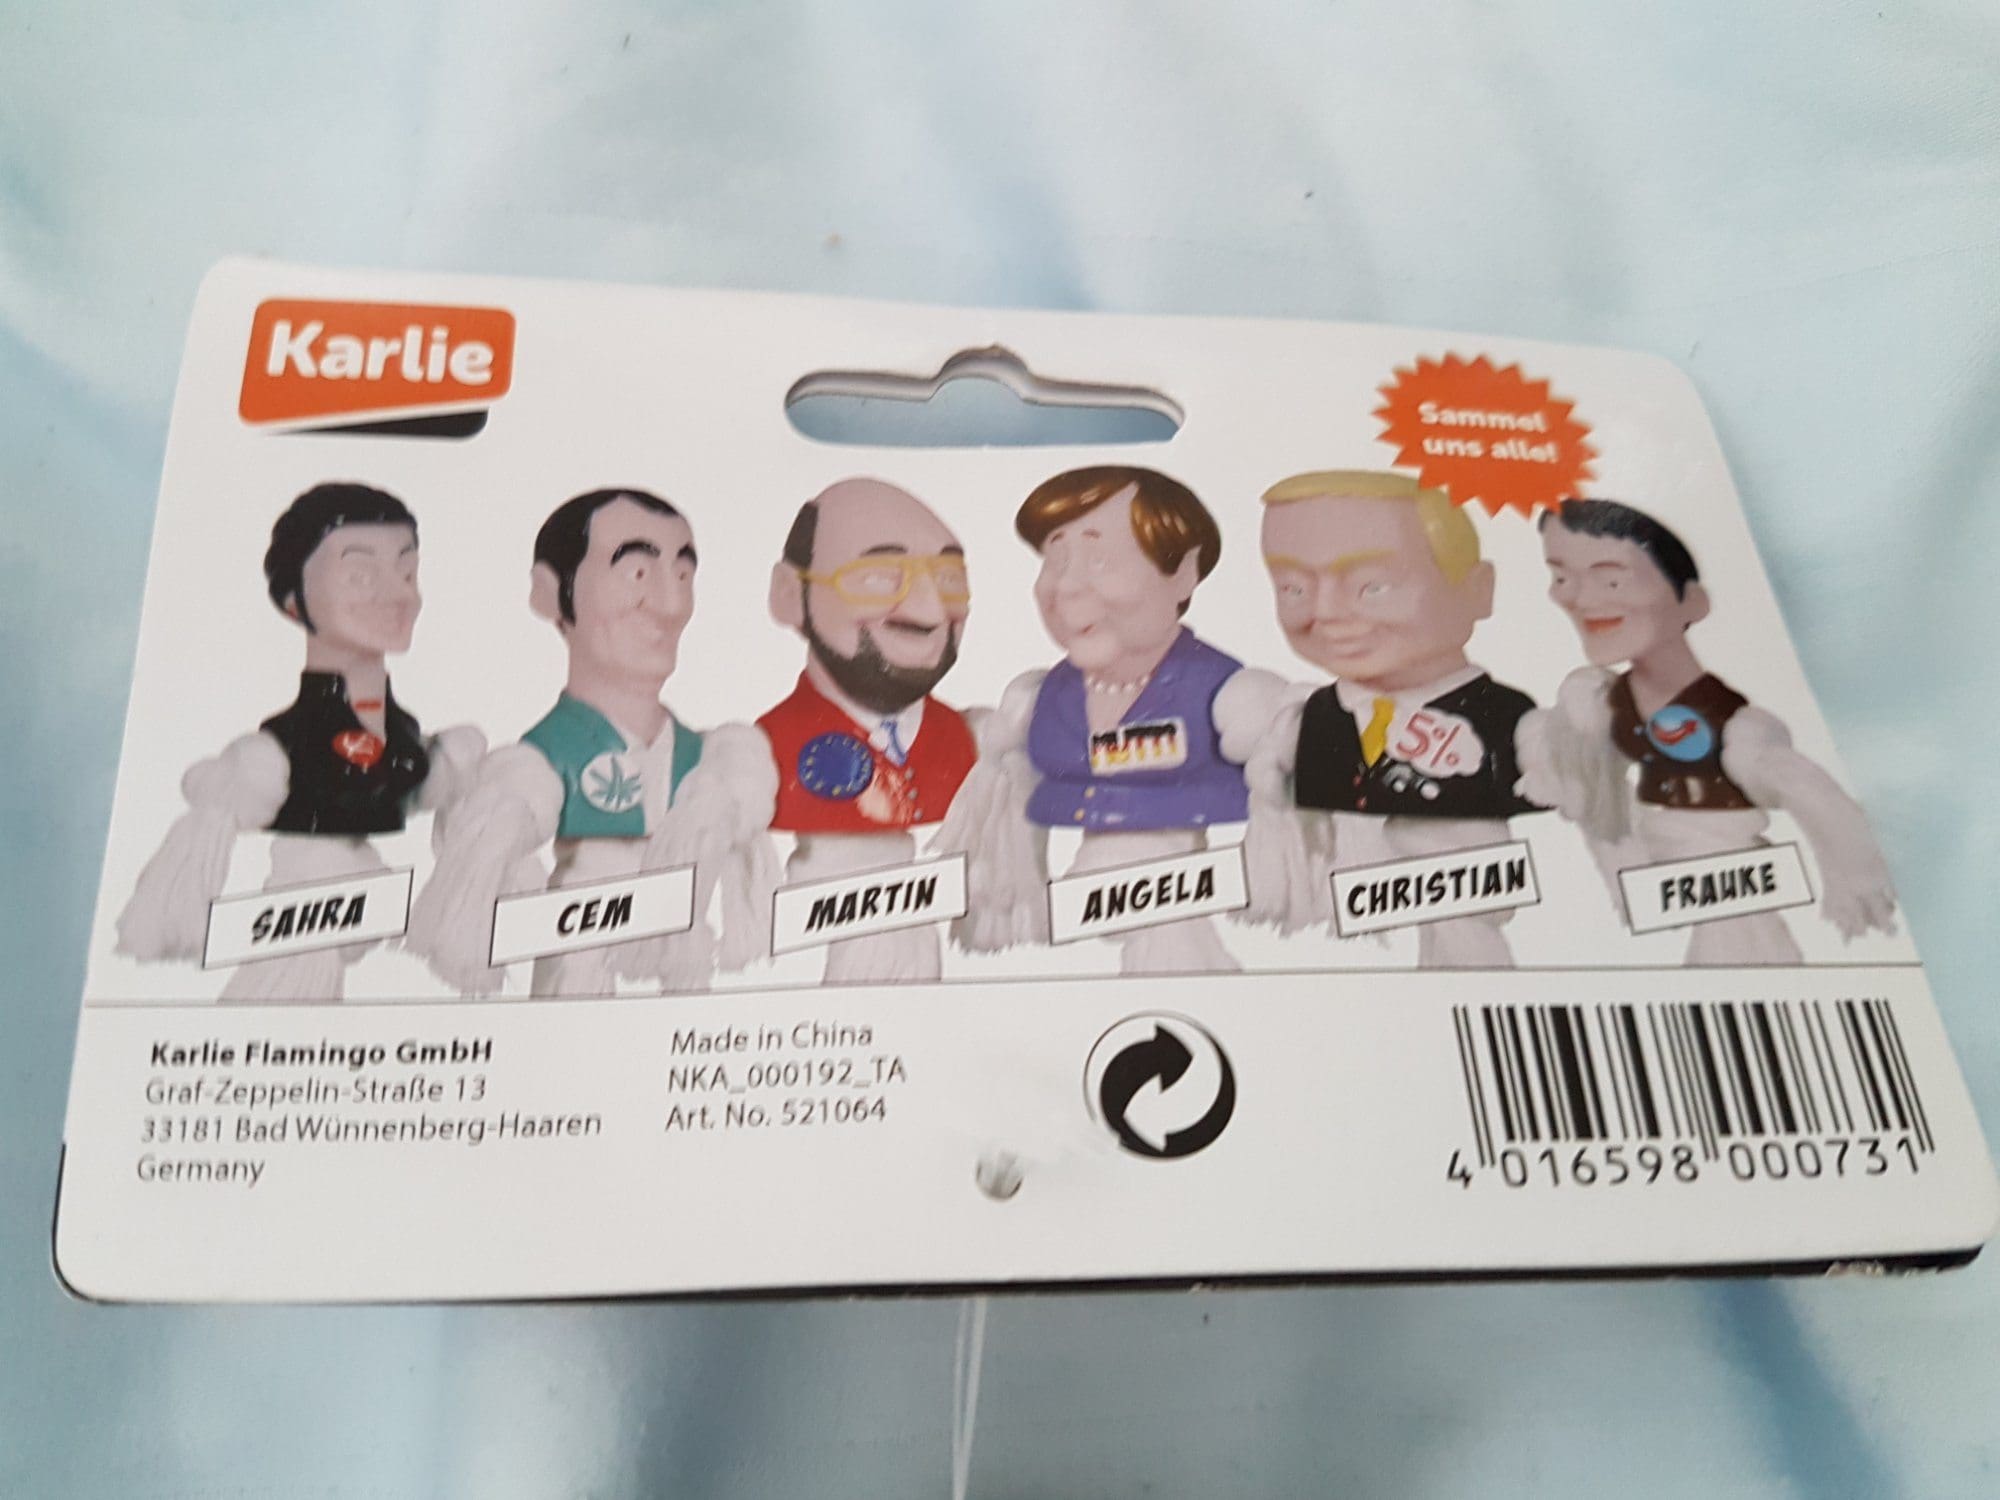 Karlie
Sammel
uns alle!
MUTTI
5%
SAHRA
CEM
MARTIN
ANGELA
CHRISTIAN
FRAUKE
Karlie Flamingo GmbH
Graf-Zeppelin-Straße 13
33181 Bad Wünnenberg-Haaren
Germany
Made in China
NKA_000192_TA
Art. No. 521064
4 016598 000731